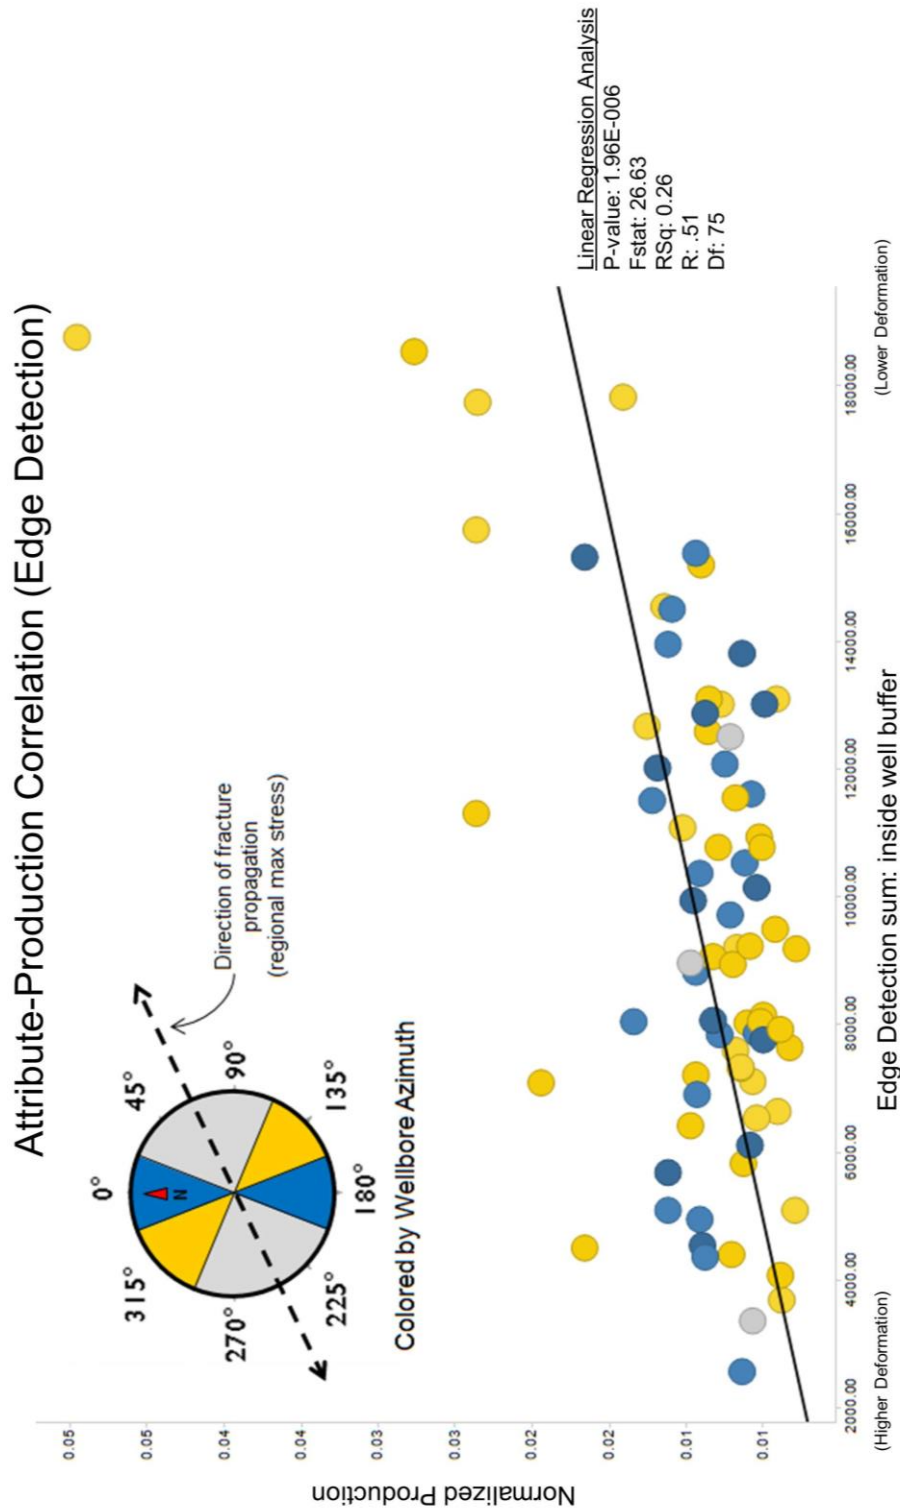 Attribute-Production Correlation (Edge Detection)
0°
45°
90°
135°
180°
225°
270°
315°
N
Direction of fracture
propagation
(regional max stress)
Colored by Wellbore Azimuth
Normalized Production
0.05
0.05
0.04
0.04
0.03
0.03
0.02
0.02
0.01
0.01
Linear Regression Analysis
P-value: 1.96E-006
Fstat: 26.63
RSq: 0.26
R: .51
Df: 75
2000.00
4000.00
6000.00
8000.00
10000.00
12000.00
14000.00
16000.00
18000.00
(Higher Deformation)
Edge Detection sum: inside well buffer
(Lower Deformation)